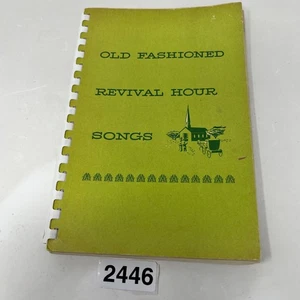 OLD FASHIONED
REVIVAL HOUR
SONGS
2446